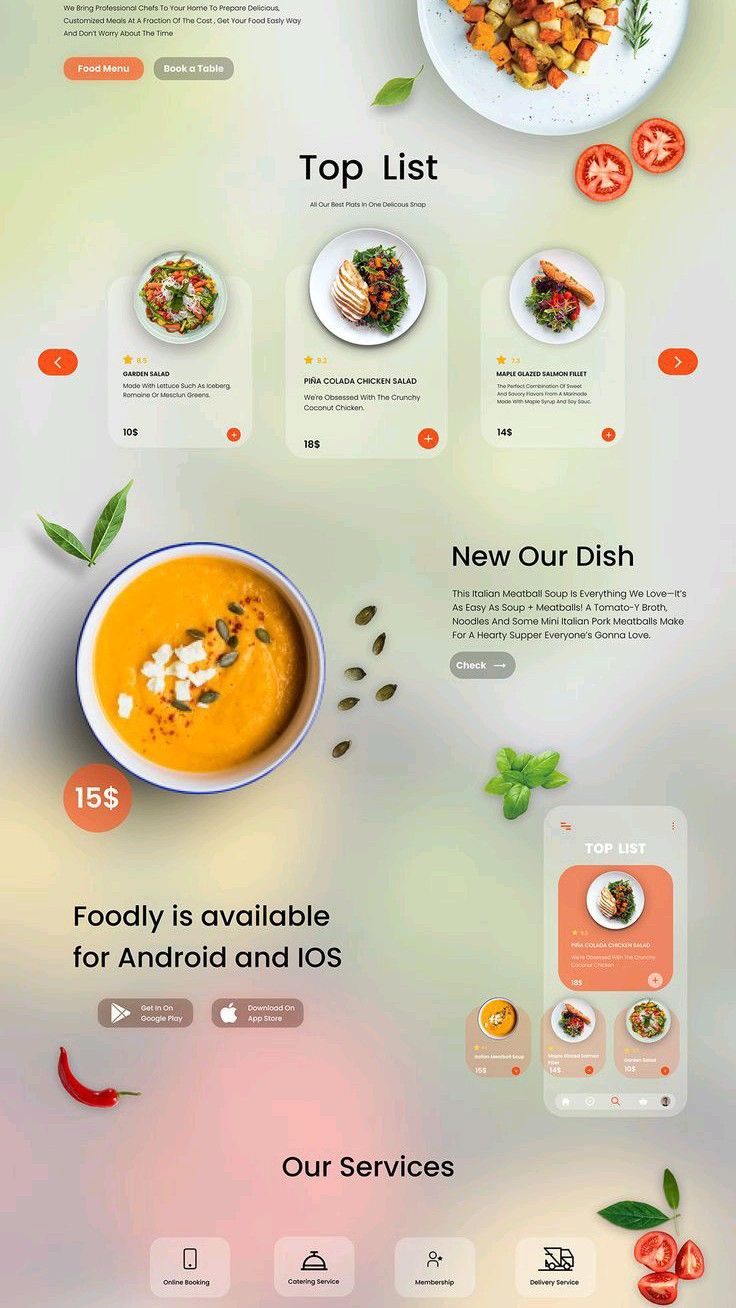 We Bring Professional Chefs To Your Home To Prepare Delicious,
Customized Meals At A Fraction Of The Cost , Get Your Food Easly Way
And Don't Worry About The Time
Food Menu
Book a Table
Top List
All Our Best Plats In One Delicous Snap
8.5
GARDEN SALAD
Made With Lettuce Such As Iceberg,
Romaine Or Mesclun Greens.
10$
9.2
PIÑA COLADA CHICKEN SALAD
We're Obsessed With The Crunchy
Coconut Chicken.
18$
7.3
MAPLE GLAZED SALMON FILLET
The Perfect Combination Of Sweet
And Savory Flavors From A Marinade
Made With Maple Syrup And Soy Sauc.
14$
New Our Dish
This Italian Meatball Soup Is Everything We Love—It's
As Easy As Soup + Meatballs! A Tomato-Y Broth,
Noodles And Some Mini Italian Pork Meatballs Make
For A Hearty Supper Everyone's Gonna Love.
Check
15$
TOP LIST
PIÑA COLADA CHICKEN SALAD
We're Obsessed With The Crunchy
Coconut Chicken
18$
Italian Meatball Soup
15$
Maple Glazed Salmon
Fillet
14$
Garden Salad
10$
Foodly is available
for Android and IOS
Get In On
Google Play
Download On
App Store
Our Services
Online Booking
Catering Service
Membership
Delivery Service